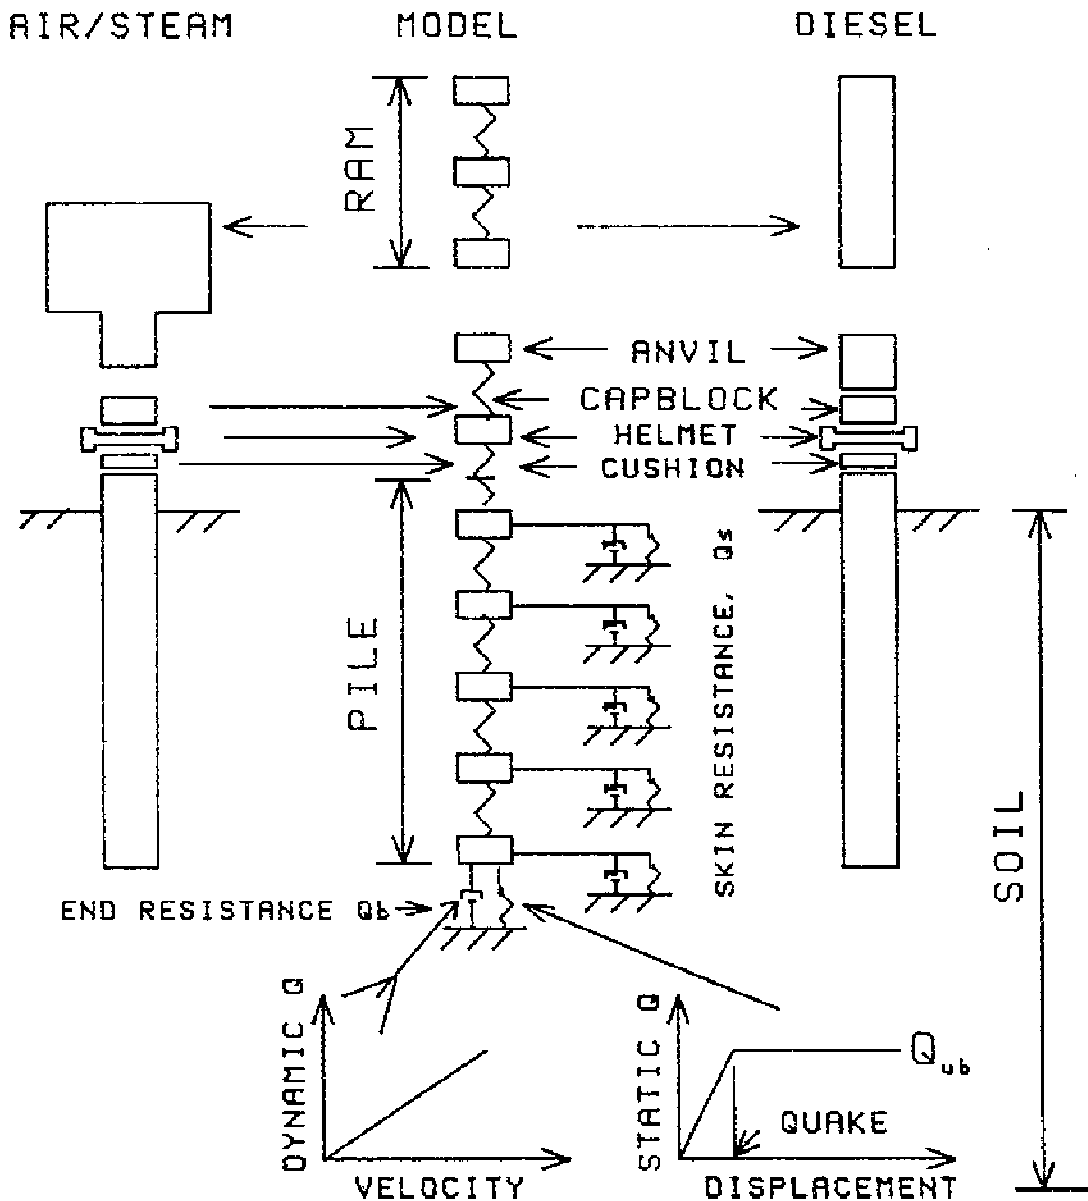 AIR/STEAM
MODEL
DIESEL
RAM
ANVIL
CAPBLOCK
HELMET
CUSHION
PILE
SKIN RESISTANCE, Qs
SOIL
END RESISTANCE Qb
DYNAMIC Q
VELOCITY
STATIC Q
Qub
QUAKE
DISPLACEMENT